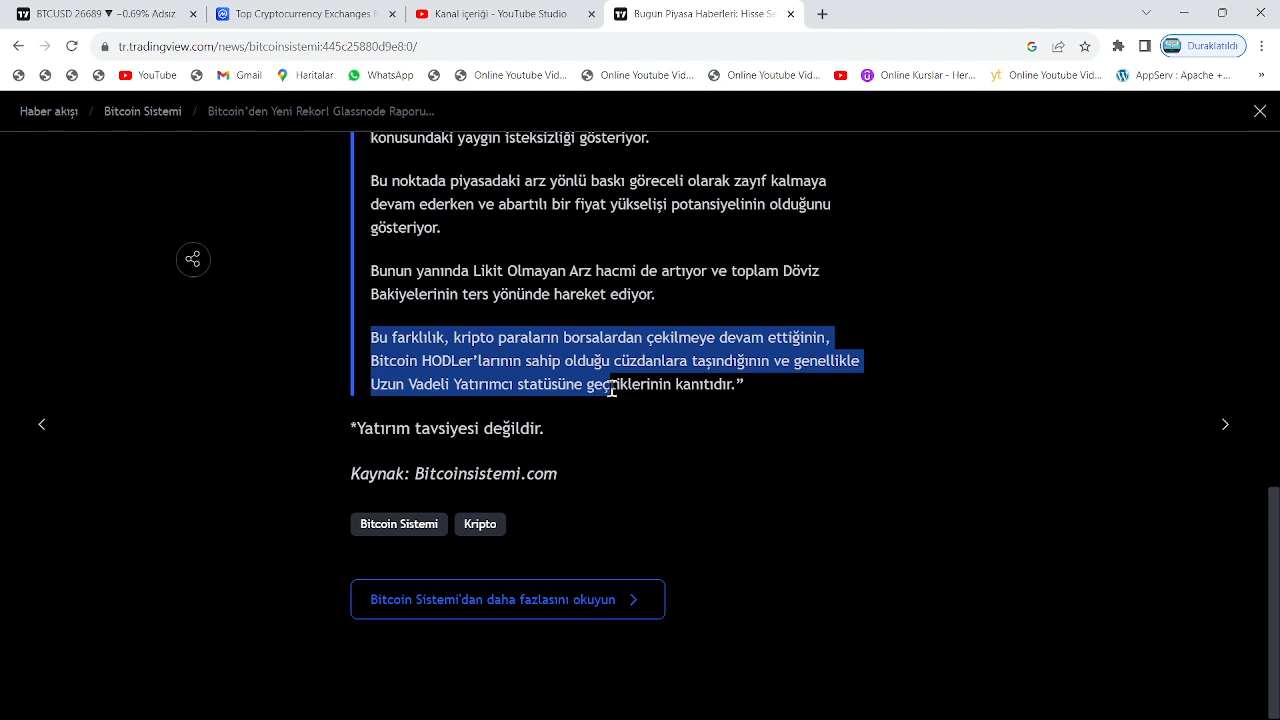 BTCUSD 26689 ▼ −0.69% Adsız
Top Cryptocurrency Exchanges R
Kanal içeriği - YouTube Studio
Bugün Piyasa Haberleri: Hisse Se
tr.tradingview.com/news/bitcoinsistemi:445c25880d9e8:0/
Duraklatıldı
YouTube
Gmail
Haritalar
WhatsApp
Online Youtube Vid...
Online Youtube Vid...
Online Youtube Vid...
Online Kurslar - Her...
Online Youtube Vid...
AppServ : Apache +...
»
Haber akışı / Bitcoin Sistemi / Bitcoin'den Yeni Rekor! Glassnode Raporu...
konusundaki yaygın isteksizliği gösteriyor.
Bu noktada piyasadaki arz yönlü baskı göreceli olarak zayıf kalmaya
devam ederken ve abartılı bir fiyat yükselişi potansiyelinin olduğunu
gösteriyor.
Bunun yanında Likit Olmayan Arz hacmi de artıyor ve toplam Döviz
Bakiyelerinin ters yönünde hareket ediyor.
Bu farklılık, kripto paraların borsalardan çekilmeye devam ettiğinin,
Bitcoin HODLer'larının sahip olduğu cüzdanlara taşındığının ve genellikle
Uzun Vadeli Yatırımcı statüsüne geçtiklerinin kanıtıdır.”
*Yatırım tavsiyesi değildir.
Kaynak: Bitcoinsistemi.com
Bitcoin Sistemi
Kripto
Bitcoin Sistemi'dan daha fazlasını okuyun